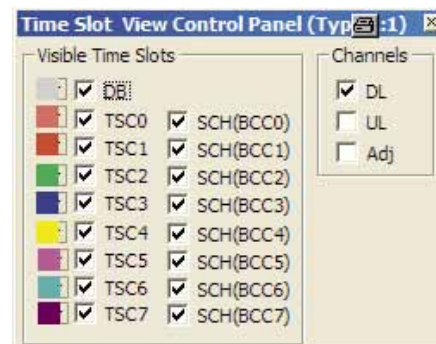 Time Slot View Control Panel (Typ :1)
Visible Time Slots
Channels
DB
DL
TSC0 SCH(BCC0)
UL
TSC1 SCH(BCC1)
Adj
TSC2 SCH(BCC2)
TSC3 SCH(BCC3)
TSC4 SCH(BCC4)
TSC5 SCH(BCC5)
TSC6 SCH(BCC6)
TSC7 SCH(BCC7)